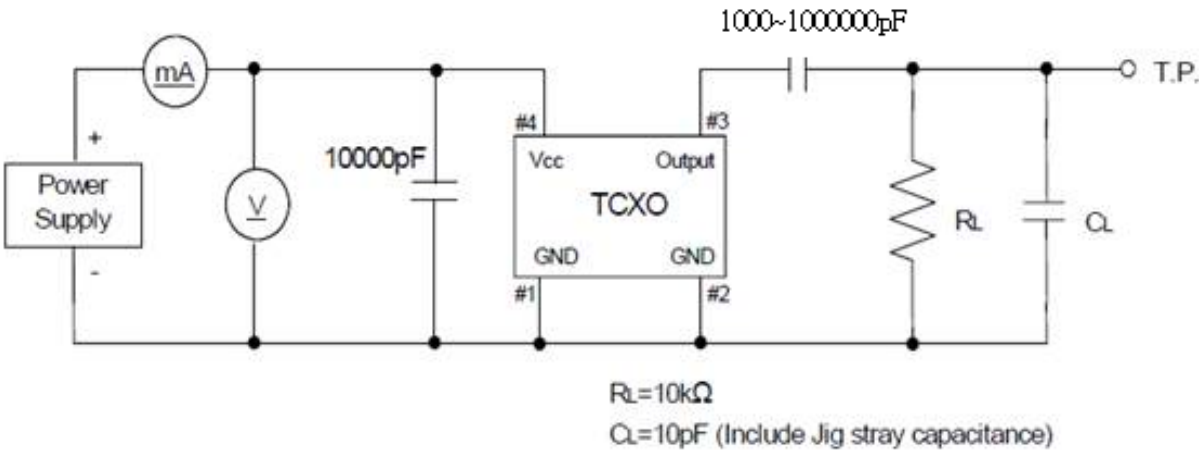 1000~1000000pF
mA
T.P.
+
#4
#3
10000pF
Vcc
Output
Power
Supply
V
TCXO
RL
CL
GND
GND
-
#1
#2
RL=10kΩ
CL=10pF (Include Jig stray capacitance)